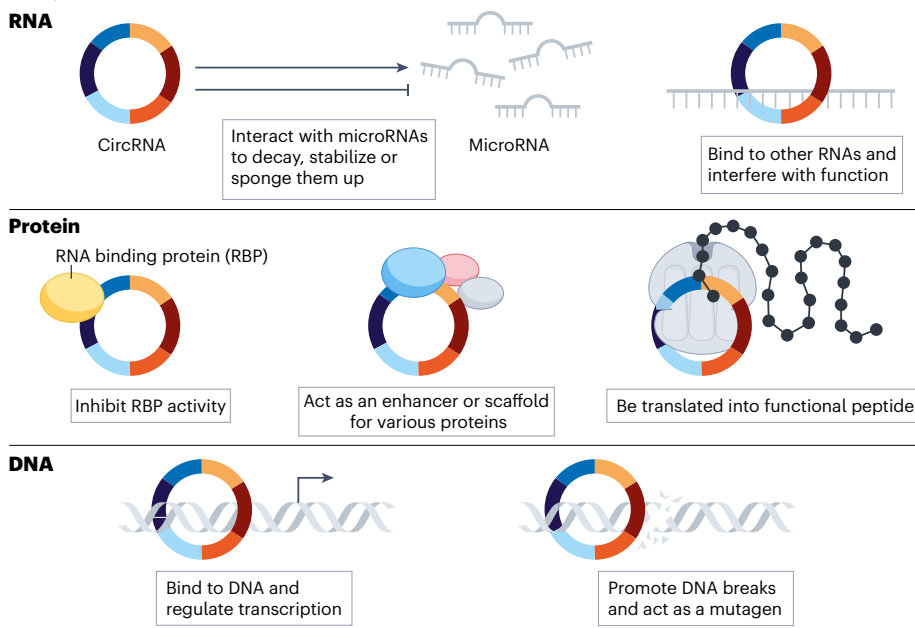 RNA
CircRNA
Interact with microRNAs
to decay, stabilize or
sponge them up
MicroRNA
Bind to other RNAs and
interfere with function
Protein
RNA binding protein (RBP)
Inhibit RBP activity
Act as an enhancer or scaffold
for various proteins
Be translated into functional peptide
DNA
Bind to DNA and
regulate transcription
Promote DNA breaks
and act as a mutagen